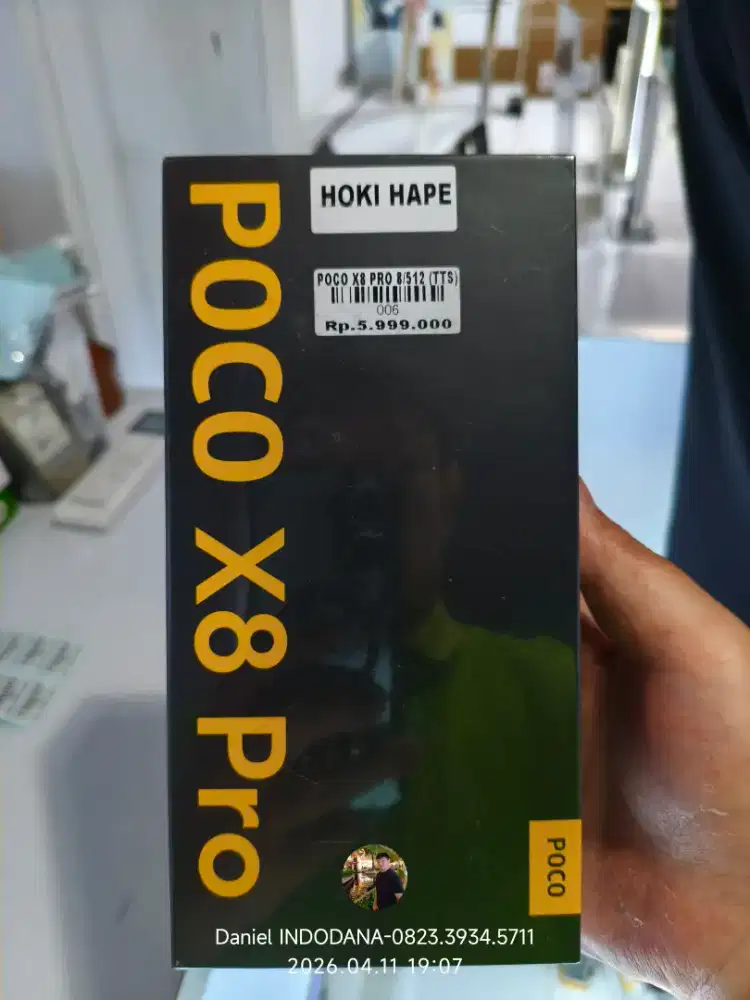 HOKI HAPE
POCO X8 PRO 8/512 (TTS)
006
Rp.5.999.000
POCO X8 Pro
POCO
Daniel INDODANA-0823.3934.5711
2026.04.11 19:07